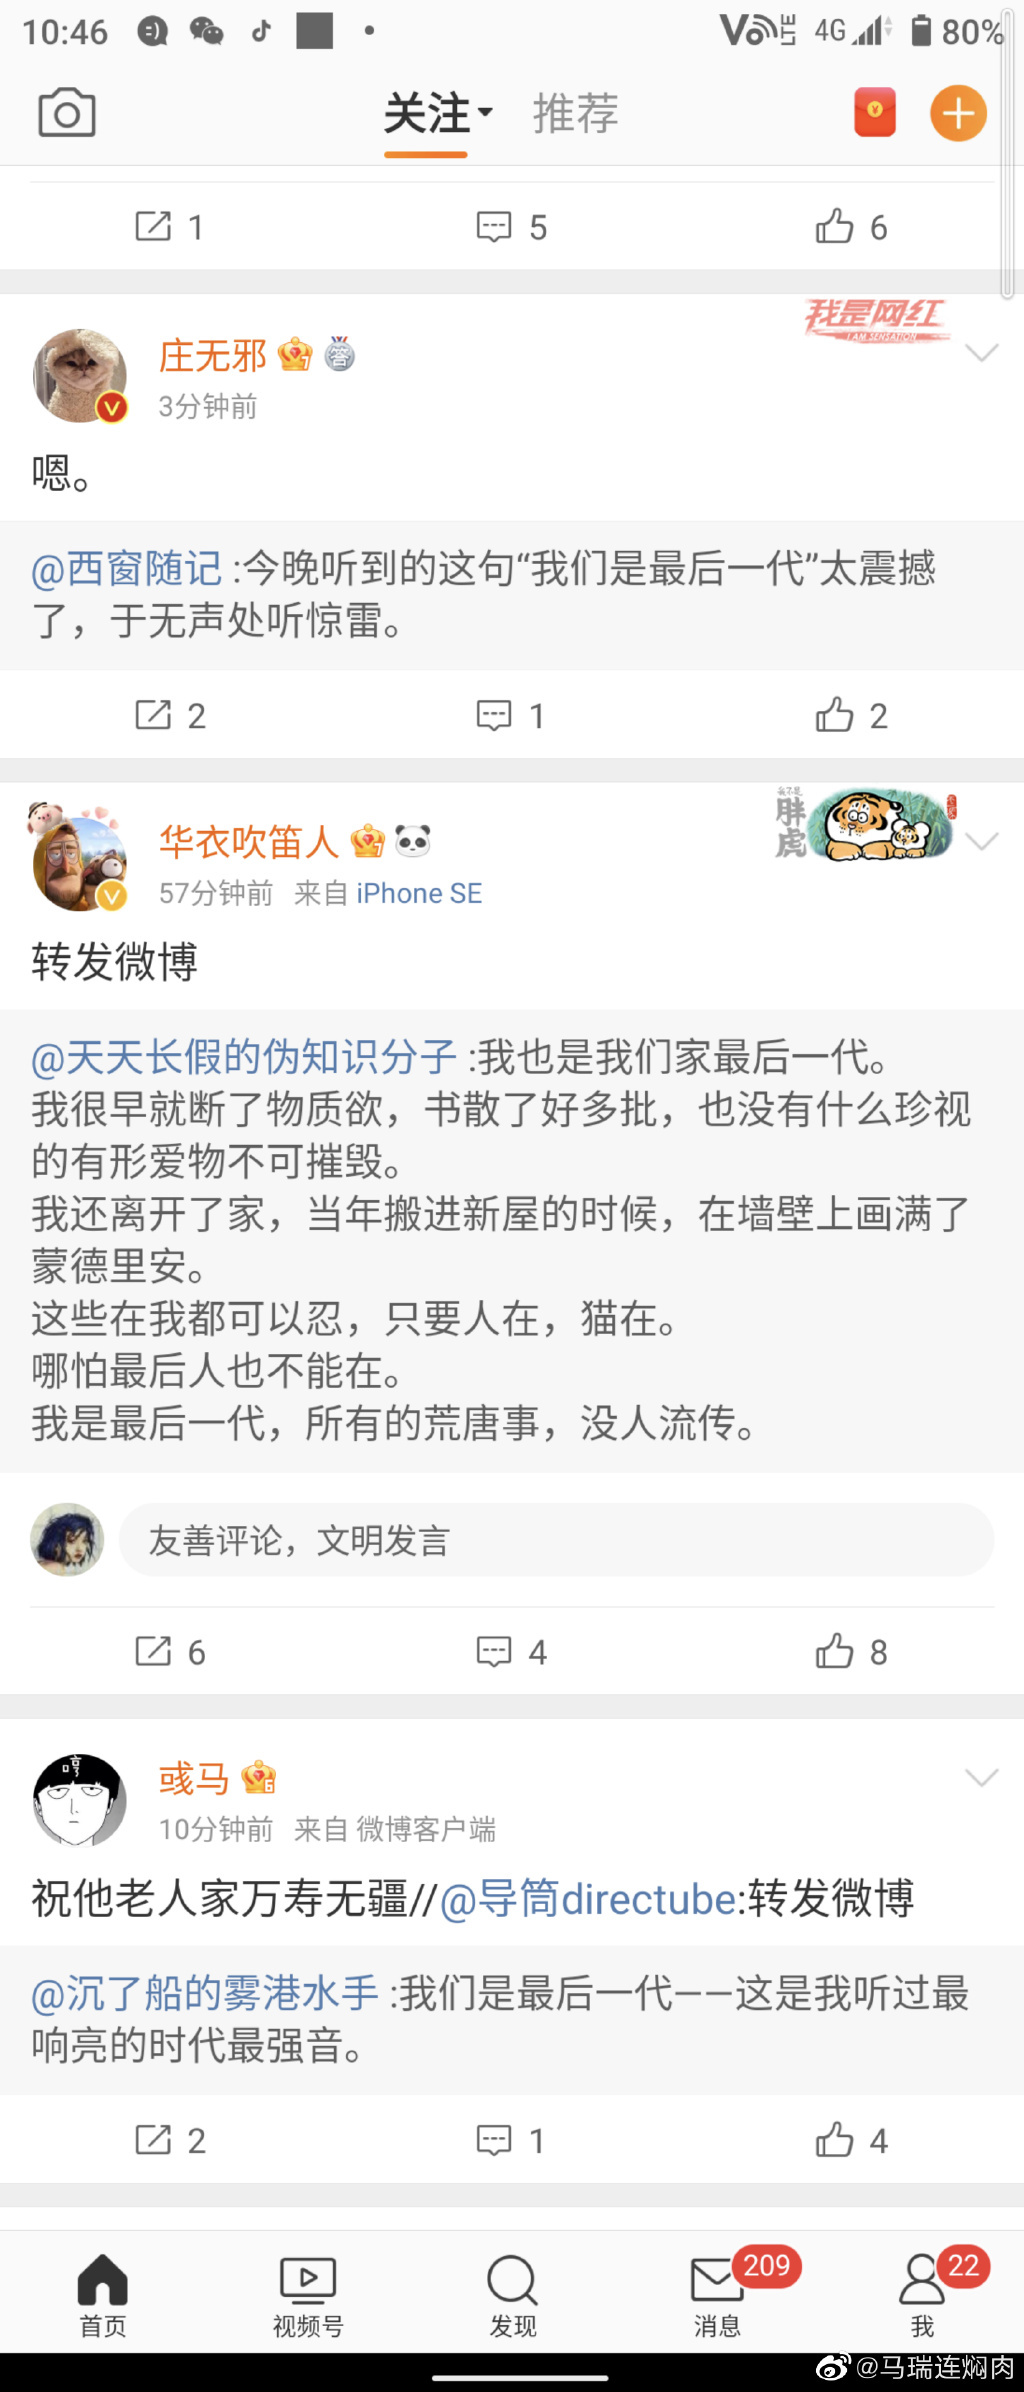 10:46
VoLTE 4G 80%
关注 推荐
1 5 6
我是网红
I AM SENSATION
庄无邪
3分钟前
嗯。
@西窗随记 :今晚听到的这句“我们是最后一代”太震撼
了，于无声处听惊雷。
2 1 2
我不是
胖虎
华衣吹笛人
57分钟前 来自 iPhone SE
转发微博
@天天长假的伪知识分子 :我也是我们家最后一代。
我很早就断了物质欲，书散了好多批，也没有什么珍视
的有形爱物不可摧毁。
我还离开了家，当年搬进新屋的时候，在墙壁上画满了
蒙德里安。
这些在我都可以忍，只要人在，猫在。
哪怕最后人也不能在。
我是最后一代，所有的荒唐事，没人流传。
友善评论，文明发言
6 4 8
哼
彧马
10分钟前 来自 微博客户端
祝他老人家万寿无疆//@导筒directube:转发微博
@沉了船的雾港水手 :我们是最后一代——这是我听过最
响亮的时代最强音。
2 1 4
209 22
首页 视频号 发现 消息 我
@马瑞连焖肉